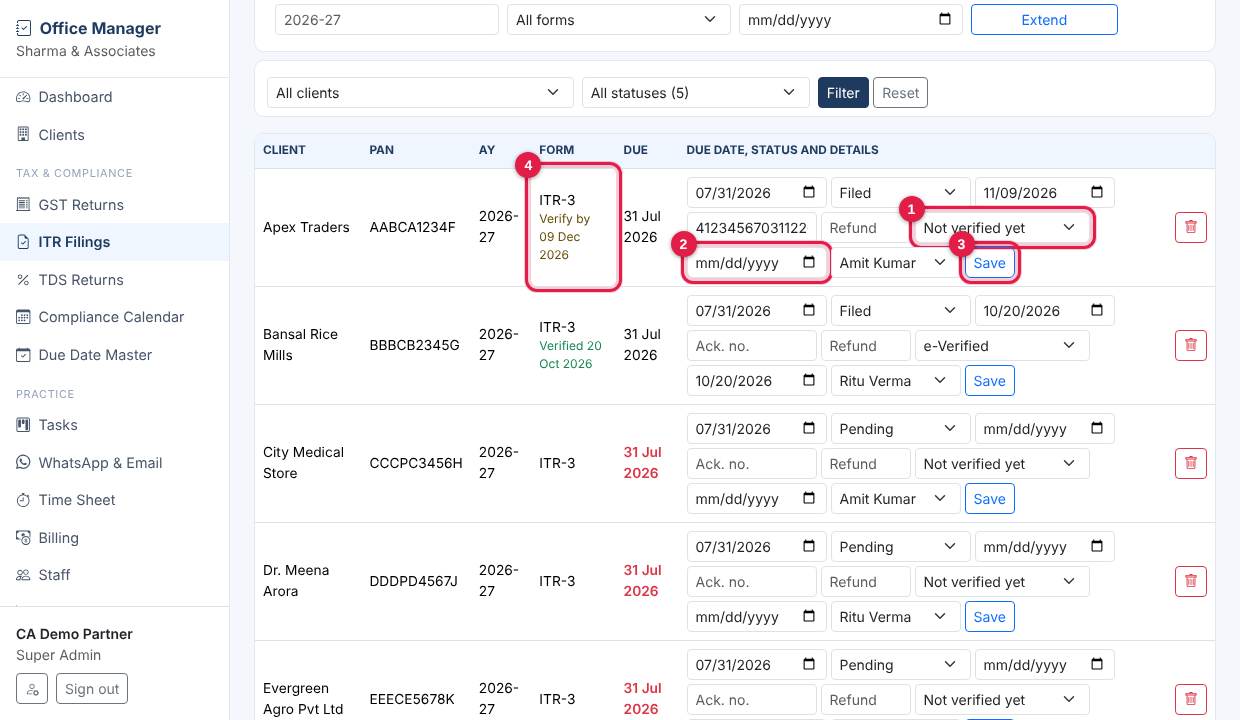 Office Manager
Sharma & Associates
Dashboard
Clients
TAX & COMPLIANCE
GST Returns
ITR Filings
TDS Returns
Compliance Calendar
Due Date Master
PRACTICE
Tasks
WhatsApp & Email
Time Sheet
Billing
Staff
CA Demo Partner
Super Admin
Sign out
2026-27 All forms mm/dd/yyyy Extend
All clients All statuses (5) Filter Reset
CLIENT PAN AY FORM DUE DUE DATE, STATUS AND DETAILS
4
Apex Traders AABCA1234F 2026-27 ITR-3
Verify by
09 Dec
2026
31 Jul
2026
07/31/2026 Filed 11/09/2026
1
41234567031122 Refund Not verified yet
2 3
mm/dd/yyyy Amit Kumar Save
Bansal Rice
Mills
BBBCB2345G 2026-27 ITR-3
Verified 20
Oct 2026
31 Jul
2026
07/31/2026 Filed 10/20/2026
Ack. no. Refund e-Verified
10/20/2026 Ritu Verma Save
City Medical
Store
CCCPC3456H 2026-27 ITR-3
31 Jul
2026
07/31/2026 Pending mm/dd/yyyy
Ack. no. Refund Not verified yet
mm/dd/yyyy Amit Kumar Save
Dr. Meena
Arora
DDDPD4567J 2026-27 ITR-3
31 Jul
2026
07/31/2026 Pending mm/dd/yyyy
Ack. no. Refund Not verified yet
mm/dd/yyyy Ritu Verma Save
Evergreen
Agro Pvt Ltd
EEECE5678K 2026-27 ITR-3
31 Jul
2026
07/31/2026 Pending mm/dd/yyyy
Ack. no. Refund Not verified yet